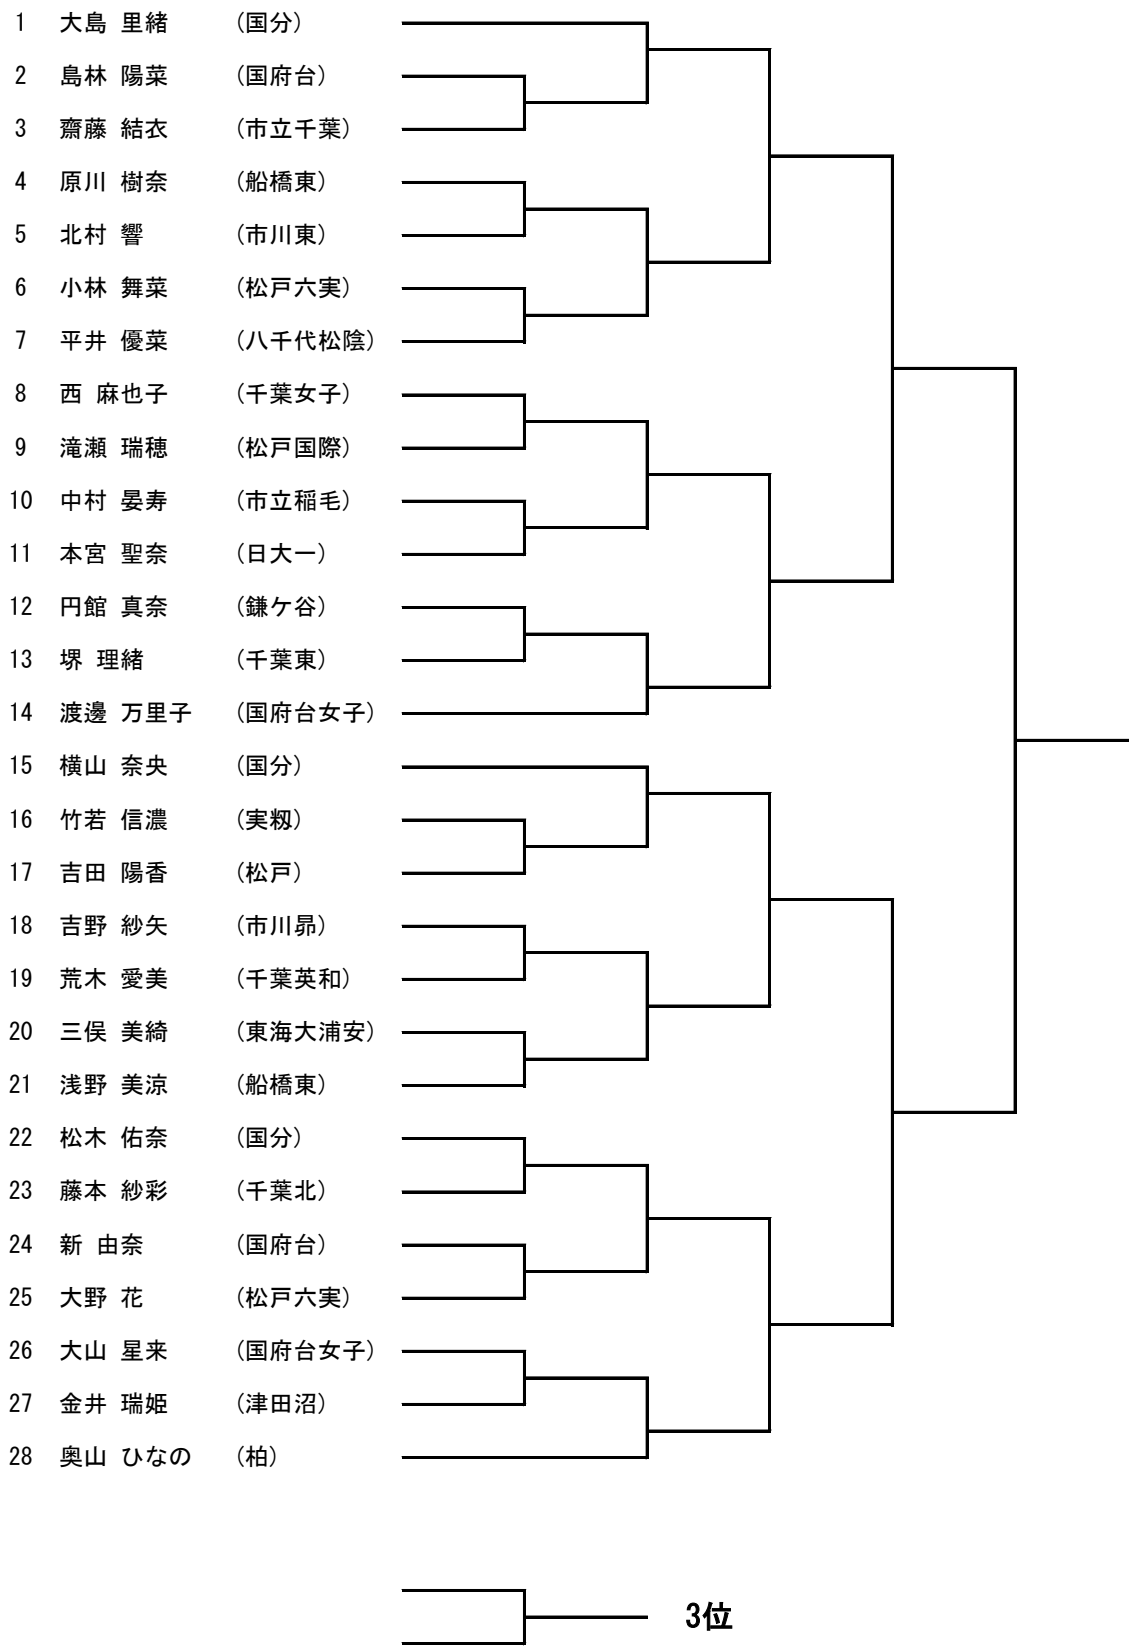 1 大島 里緒 (国分)
2 島林 陽菜 (国府台)
3 齋藤 結衣 (市立千葉)
4 原川 樹奈 (船橋東)
5 北村 響 (市川東)
6 小林 舞菜 (松戸六実)
7 平井 優菜 (八千代松陰)
8 西 麻也子 (千葉女子)
9 滝瀬 瑞穂 (松戸国際)
10 中村 晏寿 (市立稲毛)
11 本宮 聖奈 (日大一)
12 円館 真奈 (鎌ケ谷)
13 堺 理緒 (千葉東)
14 渡邊 万里子 (国府台女子)
15 横山 奈央 (国分)
16 竹若 信濃 (実籾)
17 吉田 陽香 (松戸)
18 吉野 紗矢 (市川昴)
19 荒木 愛美 (千葉英和)
20 三俣 美綺 (東海大浦安)
21 浅野 美涼 (船橋東)
22 松木 佑奈 (国分)
23 藤本 紗彩 (千葉北)
24 新 由奈 (国府台)
25 大野 花 (松戸六実)
26 大山 星来 (国府台女子)
27 金井 瑞姫 (津田沼)
28 奥山 ひなの (柏)
3位